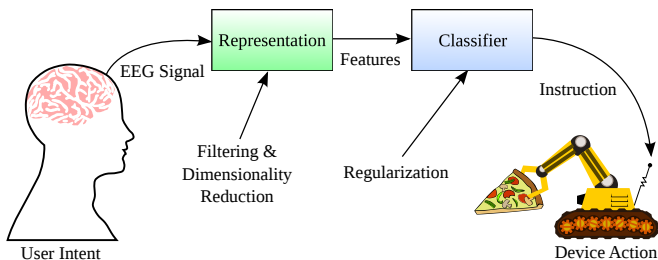 Representation
Classifier
EEG Signal
Features
Instruction
Filtering &
Dimensionality
Reduction
Regularization
User Intent
Device Action